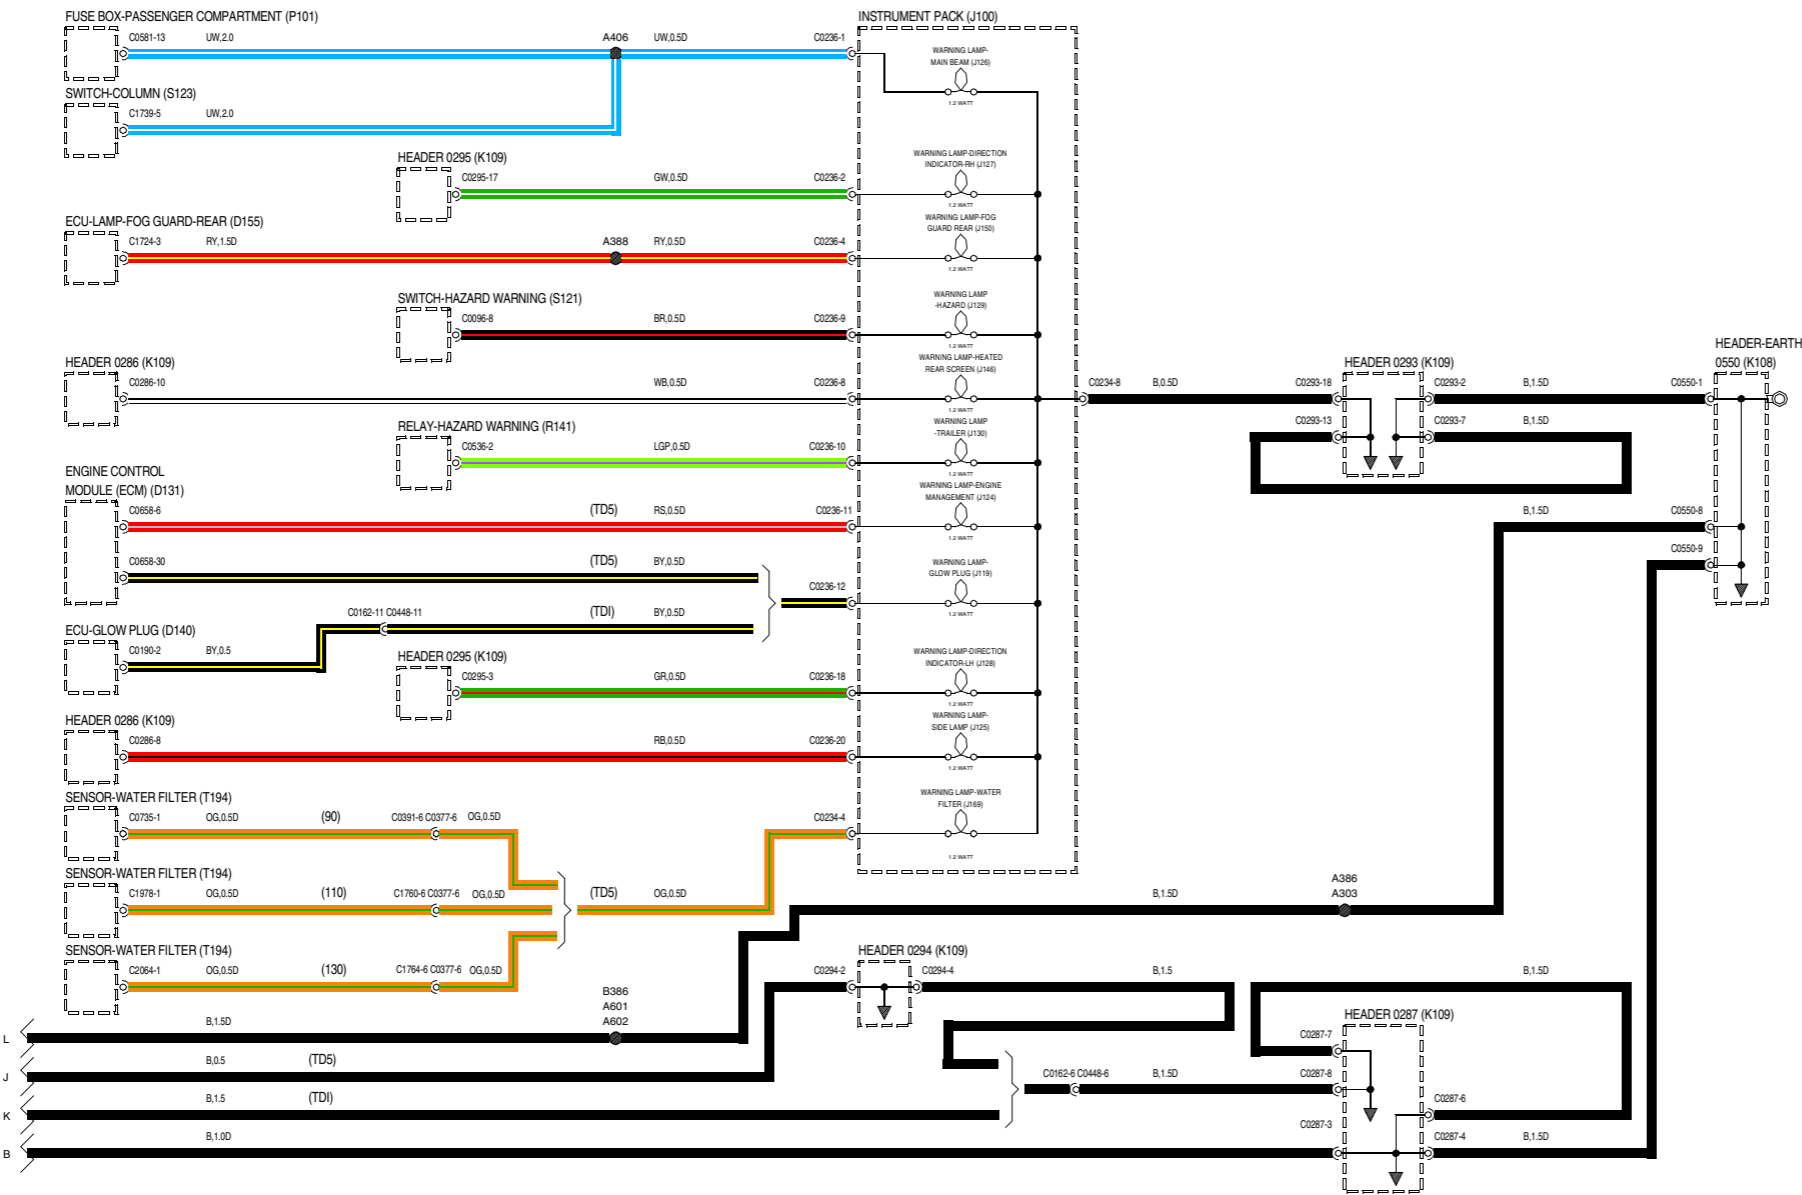 FUSE BOX-PASSENGER COMPARTMENT (P101)
INSTRUMENT PACK (J100)
C0581-13 UW,2.0 A406 UW,0.5D C0236-1
WARNING LAMP-
MAIN BEAM (J126)
1.2 WATT
SWITCH-COLUMN (S123)
C1739-5 UW,2.0
HEADER 0295 (K109)
C0295-17 GW,0.5D C0236-2
WARNING LAMP-DIRECTION
INDICATOR-RH (J127)
1.2 WATT
ECU-LAMP-FOG GUARD-REAR (D155)
C1724-3 RY,1.5D A388 RY,0.5D C0236-4
WARNING LAMP-FOG
GUARD REAR (J150)
1.2 WATT
SWITCH-HAZARD WARNING (S121)
C0096-8 BR,0.5D C0236-9
WARNING LAMP
-HAZARD (J129)
1.2 WATT
HEADER 0286 (K109)
C0286-10 WB,0.5D C0236-8
WARNING LAMP-HEATED
REAR SCREEN (J146)
1.2 WATT
C0234-8 B,0.5D C0293-18
HEADER 0293 (K109)
C0293-2 B,1.5D C0550-1
HEADER-EARTH
0550 (K108)
C0293-13 C0293-7 B,1.5D
RELAY-HAZARD WARNING (R141)
C0536-2 LGP,0.5D C0236-10
WARNING LAMP
-TRAILER (J130)
1.2 WATT
ENGINE CONTROL
MODULE (ECM) (D131)
C0658-6 (TD5) RS,0.5D C0236-11
WARNING LAMP-ENGINE
MANAGEMENT (J124)
1.2 WATT
B,1.5D C0550-8
C0550-9
C0658-30 (TD5) BY,0.5D
C0236-12
WARNING LAMP-
GLOW PLUG (J119)
1.2 WATT
C0162-11 C0448-11 (TDI) BY,0.5D
ECU-GLOW PLUG (D140)
C0190-2 BY,0.5
HEADER 0295 (K109)
C0295-3 GR,0.5D C0236-18
WARNING LAMP-DIRECTION
INDICATOR-LH (J128)
1.2 WATT
HEADER 0286 (K109)
C0286-8 RB,0.5D C0236-20
WARNING LAMP-
SIDE LAMP (J125)
1.2 WATT
SENSOR-WATER FILTER (T194)
C0735-1 OG,0.5D (90) C0391-6 C0377-6 OG,0.5D
C0234-4
WARNING LAMP-WATER
FILTER (J169)
1.2 WATT
SENSOR-WATER FILTER (T194)
C1978-1 OG,0.5D (110) C1760-6 C0377-6 OG,0.5D (TD5) OG,0.5D
B,1.5D
A386
A303
SENSOR-WATER FILTER (T194)
C2064-1 OG,0.5D (130) C1764-6 C0377-6 OG,0.5D
HEADER 0294 (K109)
C0294-2 C0294-4 B,1.5 B,1.5D
B386
A601
A602
L B,1.5D
HEADER 0287 (K109)
C0287-7
J B,0.5 (TD5)
C0162-6 C0448-6 B,1.5D C0287-8
K B,1.5 (TDI)
C0287-6
C0287-3
B B,1.0D
C0287-4 B,1.5D